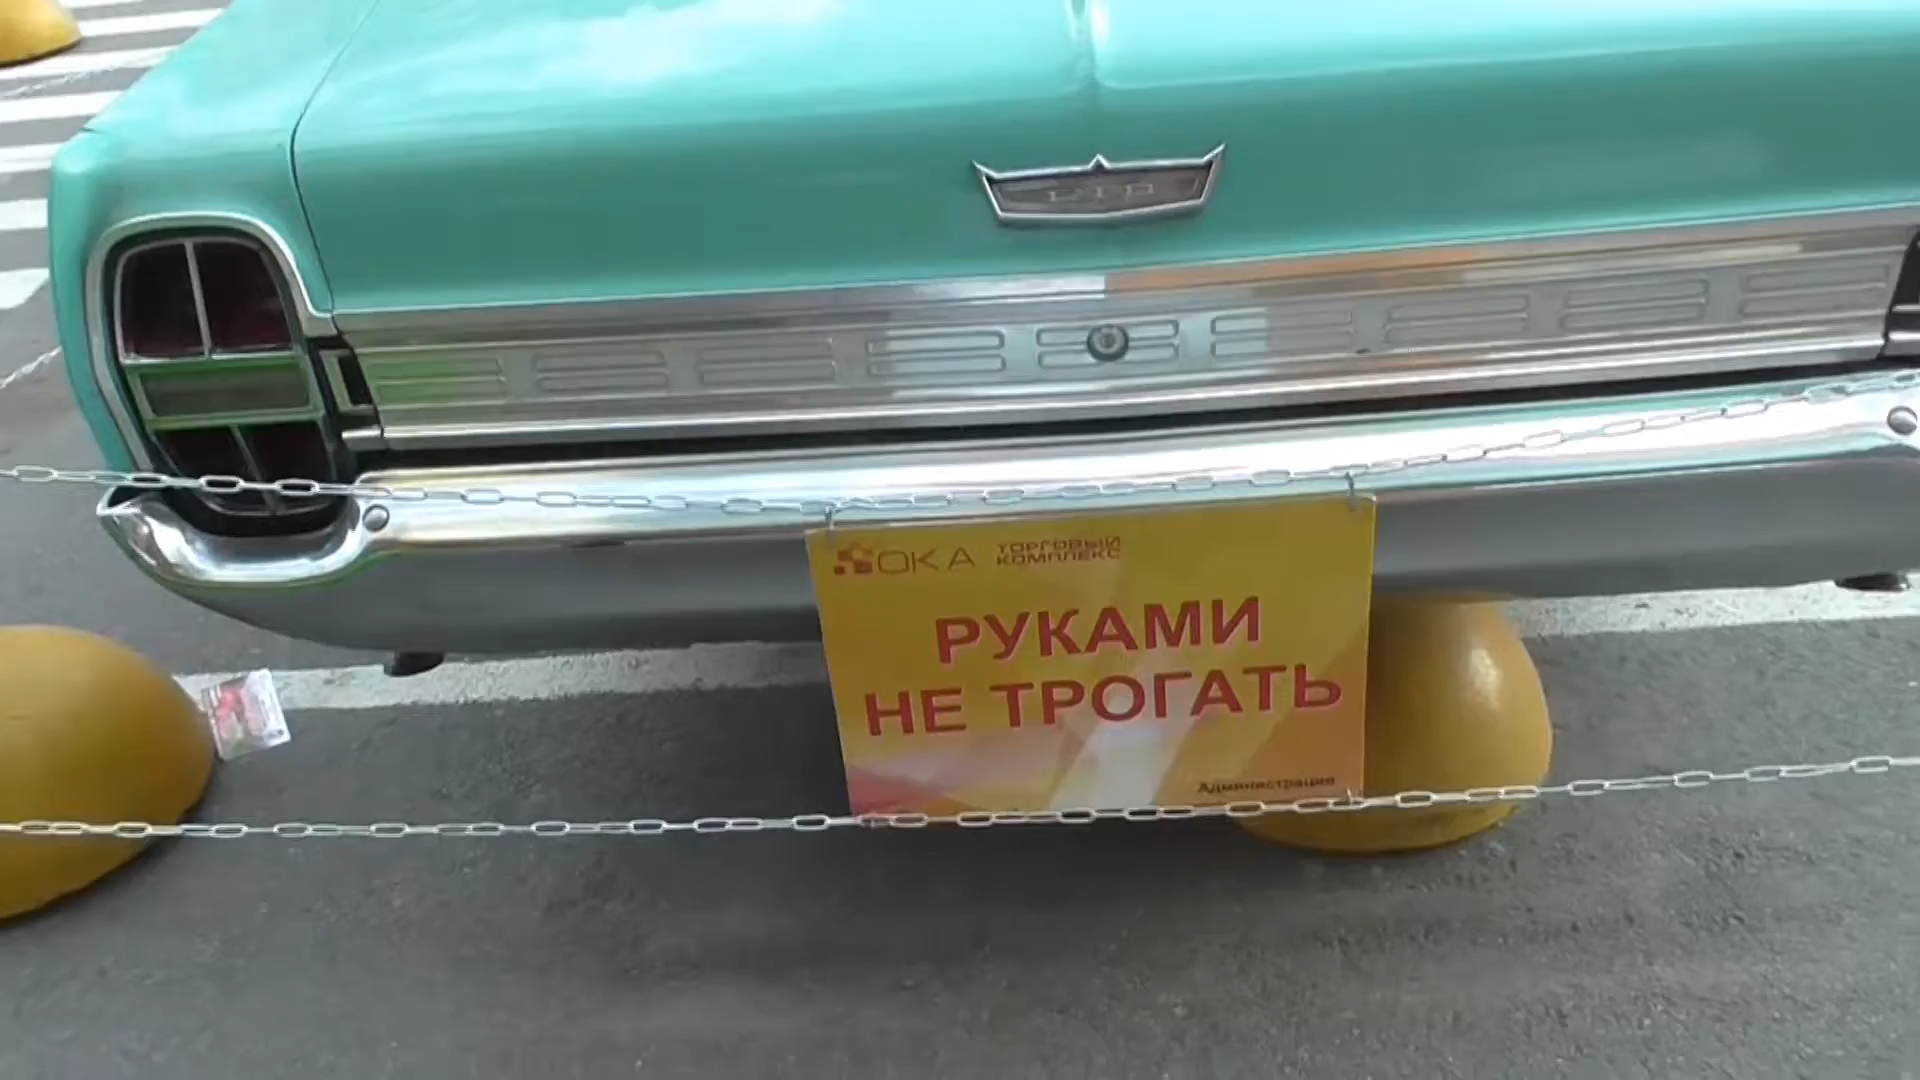 ОКА ТОРГОВЫЙ
КОМПЛЕКС
РУКАМИ
НЕ ТРОГАТЬ
Администрация